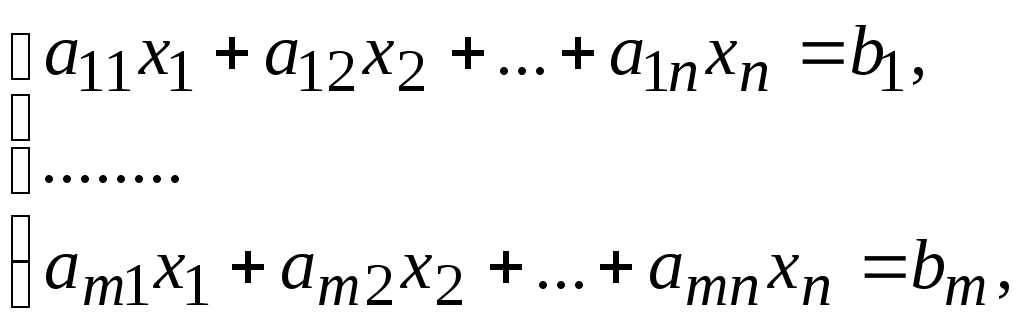 a₁₁x₁ + a₁₂x₂ + ... + a₁ₙxₙ = b₁,
........
aₘ₁x₁ + aₘ₂x₂ + ... + aₘₙxₙ = bₘ,